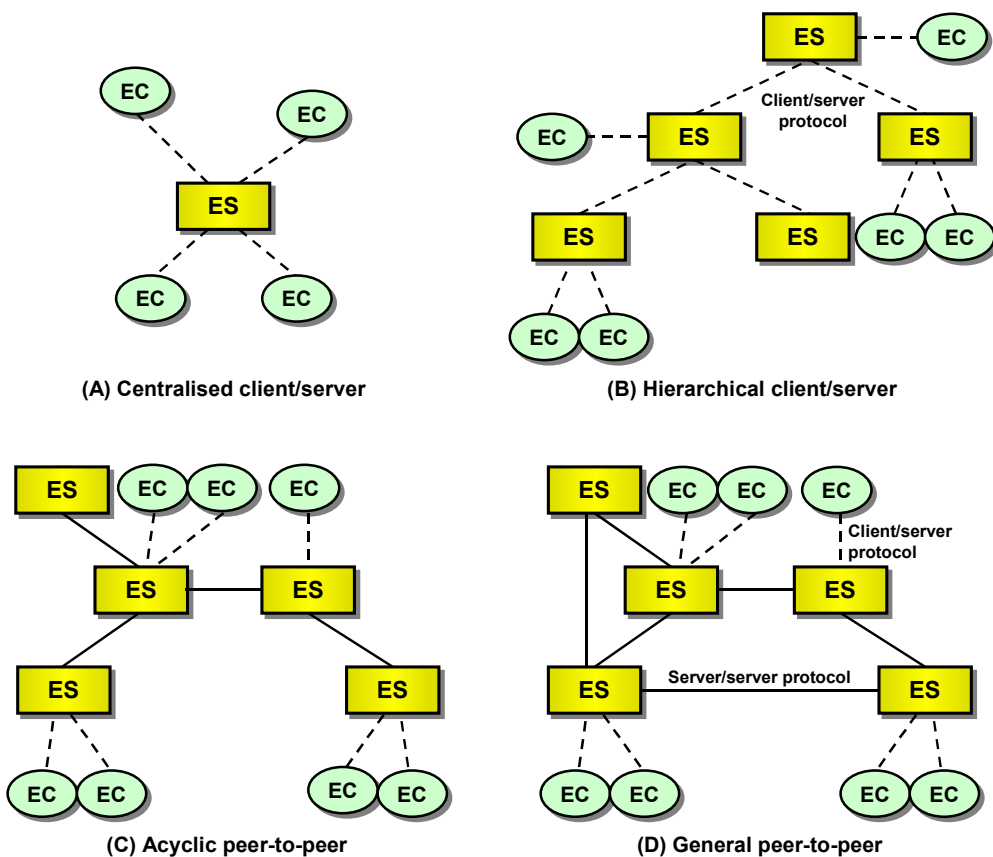 EC
EC
ES
EC
EC
(A) Centralised client/server
ES
EC
Client/server
protocol
EC
ES
ES
ES
ES
EC
EC
EC
EC
(B) Hierarchical client/server
ES
EC
EC
EC
ES
ES
ES
ES
EC
EC
EC
EC
(C) Acyclic peer-to-peer
ES
EC
EC
EC
Client/server
protocol
ES
ES
ES
Server/server protocol
ES
EC
EC
EC
EC
(D) General peer-to-peer